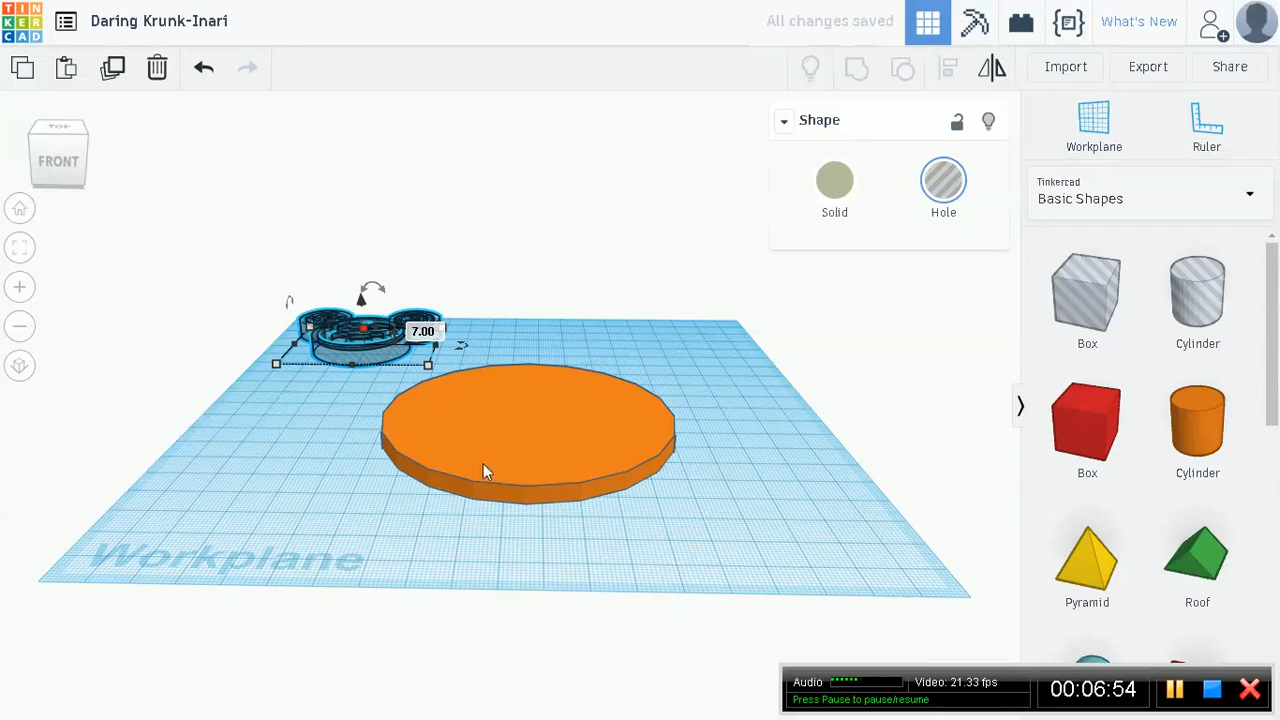 TIN
KER
CAD
Daring Krunk-Inari
All changes saved
What's New
Import
Export
Share
TOP
FRONT
Shape
Solid
Hole
Workplane
Ruler
Tinkercad
Basic Shapes
7.00
Box
Cylinder
Box
Cylinder
Pyramid
Roof
Workplane
Audio
Video: 21.33 fps
Press Pause to pause/resume
00:06:54